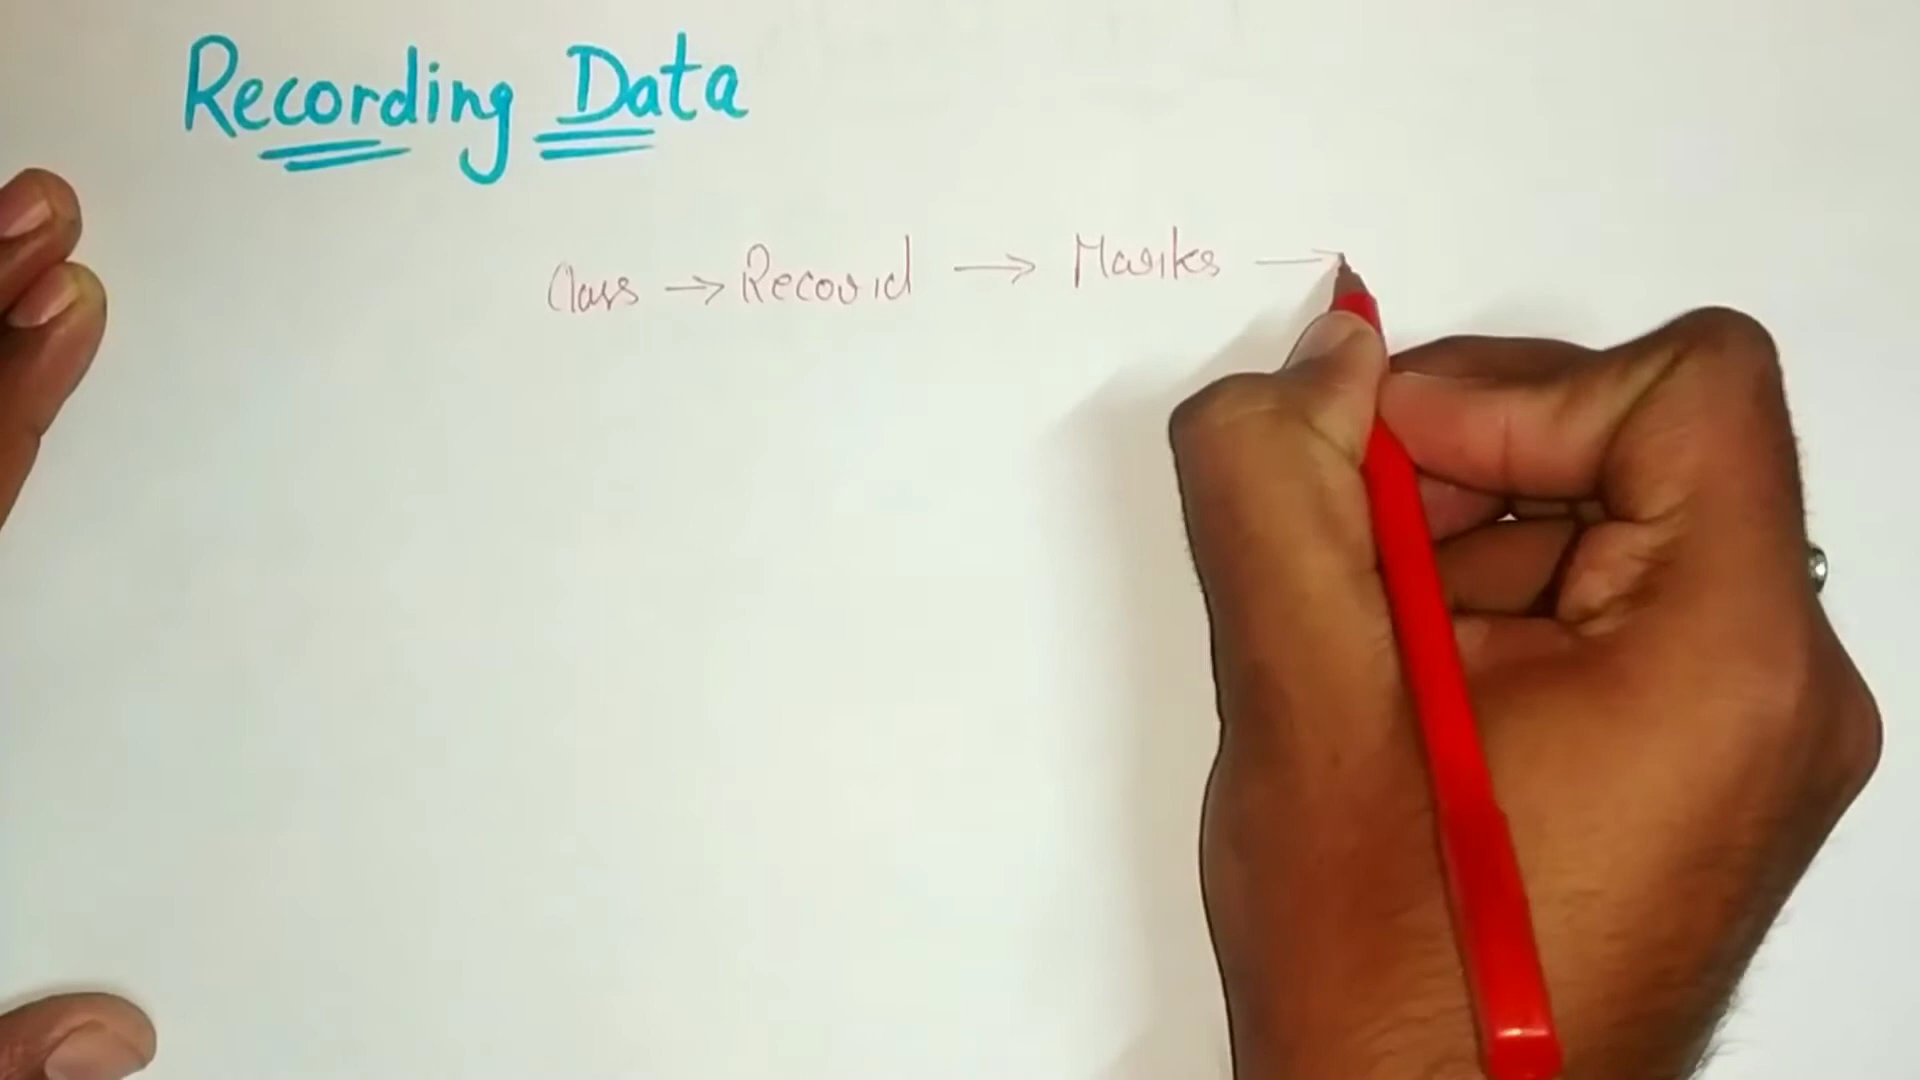 Recording Data
Class → Record → Marks →